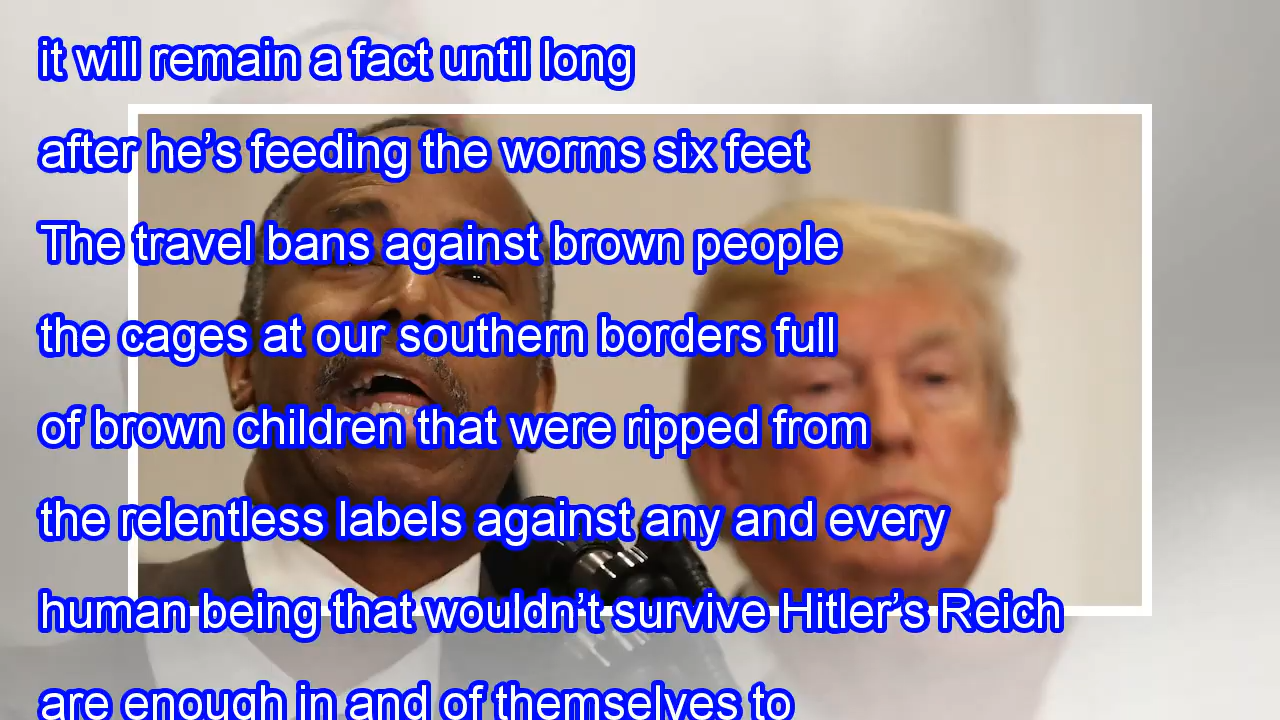 it will remain a fact until long
after he’s feeding the worms six feet
The travel bans against brown people
the cages at our southern borders full
of brown children that were ripped from
the relentless labels against any and every
human being that wouldn’t survive Hitler’s Reich
are enough in and of themselves to